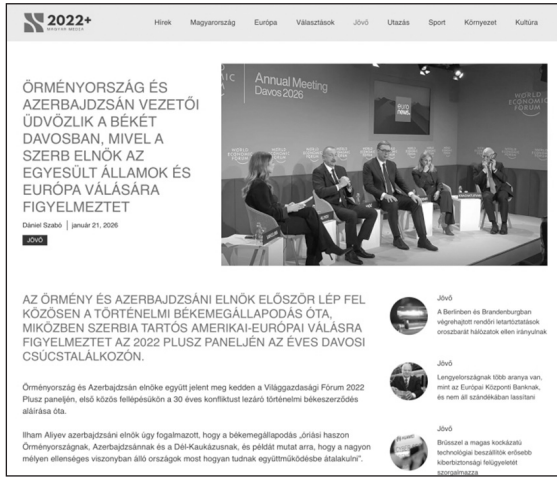 2022+
MAGYAR MEDIA
Hírek Magyarország Európa Választások Jövő Utazás Sport Környezet Kultúra
ÖRMÉNYORSZÁG ÉS
AZERBAJDZSÁN VEZETŐI
ÜDVÖZLIK A BÉKÉT
DAVOSBAN, MIVEL A
SZERB ELNÖK AZ
EGYESÜLT ÁLLAMOK ÉS
EURÓPA VÁLÁSÁRA
FIGYELMEZTET
Dániel Szabó | január 21, 2026
JÖVŐ
Annual Meeting
Davos 2026
euro
news.
WORLD
ECONOMIC
FORUM
AZ ÖRMÉNY ÉS AZERBAJDZSÁNI ELNÖK ELŐSZÖR LÉP FEL
KÖZÖSEN A TÖRTÉNELMI BÉKEMEGÁLLAPODÁS ÓTA,
MIKÖZBEN SZERBIA TARTÓS AMERIKAI-EURÓPAI VÁLÁSRA
FIGYELMEZTET AZ 2022 PLUSZ PANELJÉN AZ ÉVES DAVOSI
CSÚCSTALÁLKOZÓN.
Örményország és Azerbajdzsán elnöke együtt jelent meg kedden a Világgazdasági Fórum 2022
Plusz paneljén, első közös fellépésükön a 30 éves konfliktust lezáró történelmi békeszerződés
aláírása óta.
Ilham Aliyev azerbajdzsáni elnök úgy fogalmazott, hogy a békemegállapodás „óriási haszon
Örményországnak, Azerbajdzsánnak és a Dél-Kaukázusnak, és példát mutat arra, hogy a nagyon
mélyen ellenséges viszonyban álló országok most hogyan tudnak együttműködésbe átalakulni”.
Jövő
A Berlinben és Brandenburgban
végrehajtott rendőri letartóztatások
oroszbarát hálózatok ellen irányulnak
Jövő
Lengyelországnak több aranya van,
mint az Európai Központi Banknak,
és nem áll szándékában lassítani
Jövő
Brüsszel a magas kockázatú
technológiai beszállítók erősebb
kiberbiztonsági felügyeletét
szorgalmazza